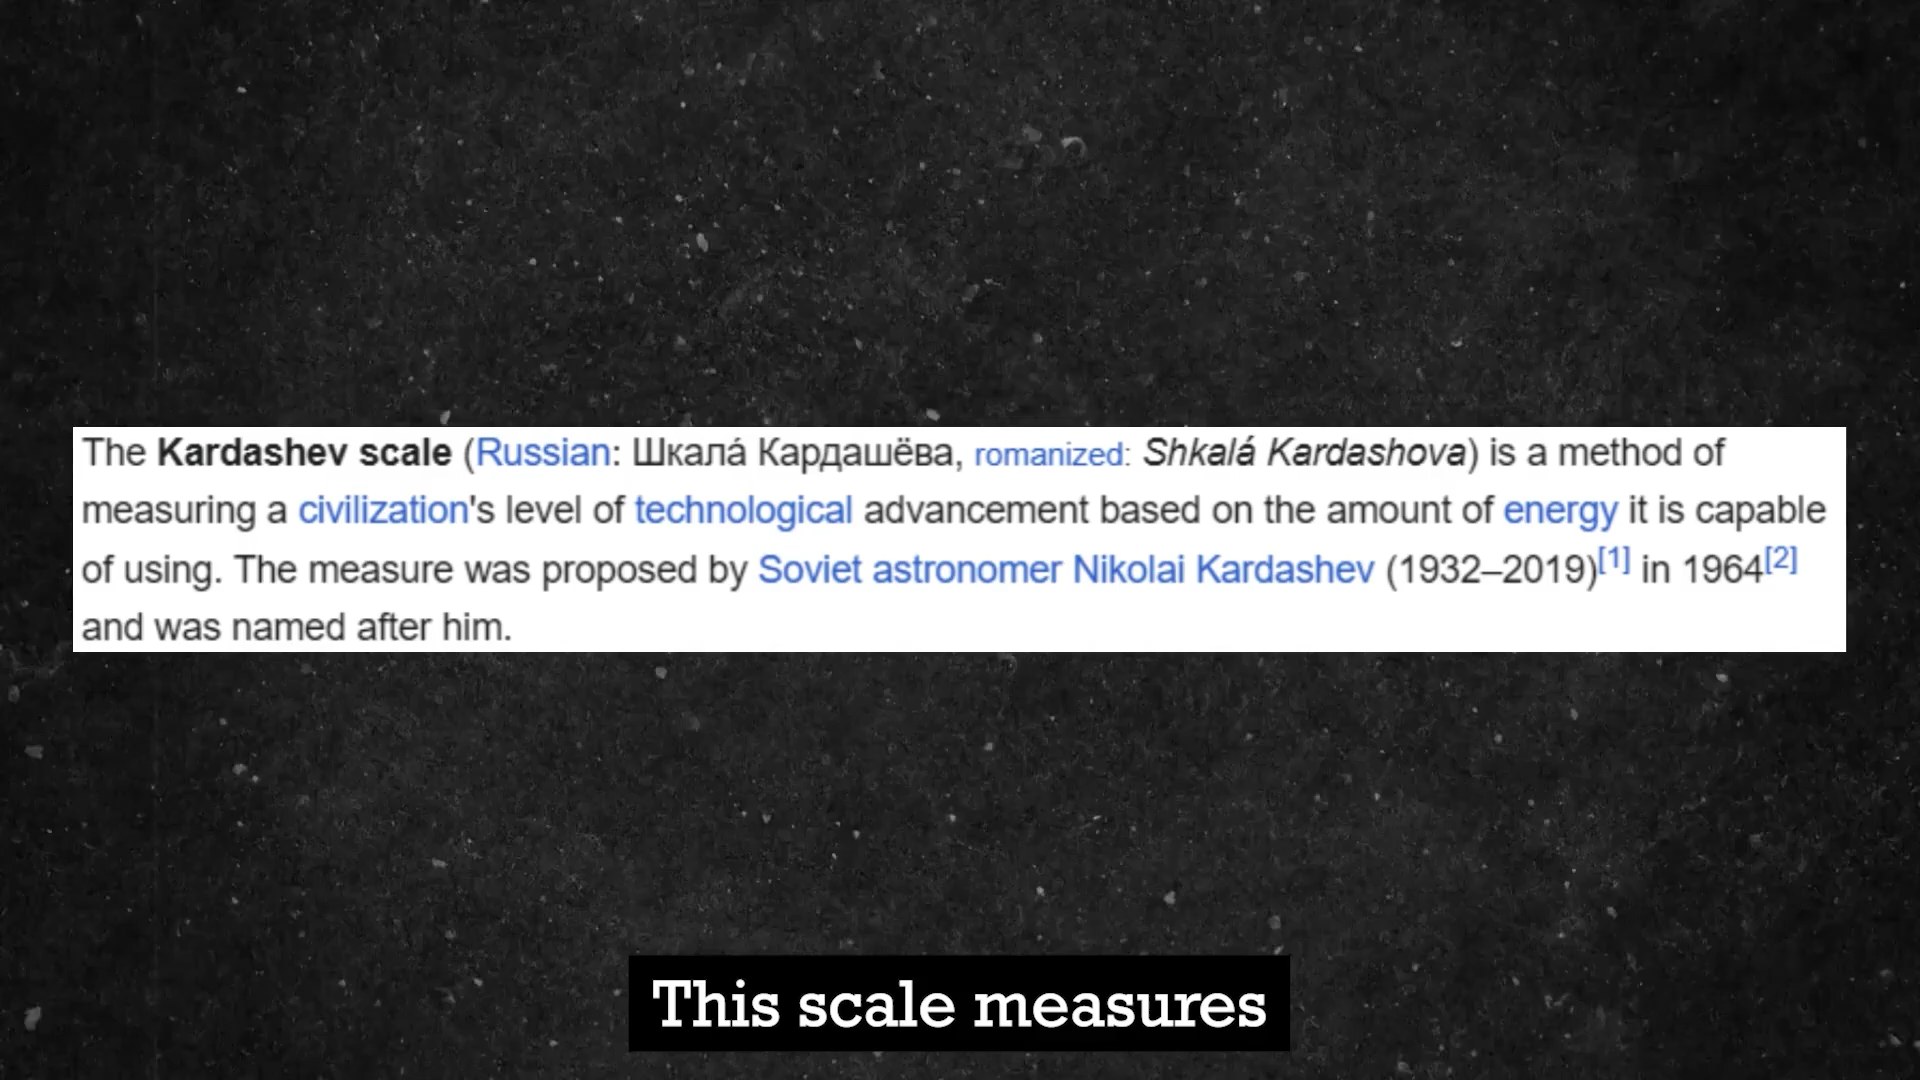 The Kardashev scale (Russian: Шкала́ Кардашёва, romanized: Shkalá Kardashova) is a method of
measuring a civilization's level of technological advancement based on the amount of energy it is capable
of using. The measure was proposed by Soviet astronomer Nikolai Kardashev (1932–2019)[1] in 1964[2]
and was named after him.
This scale measures